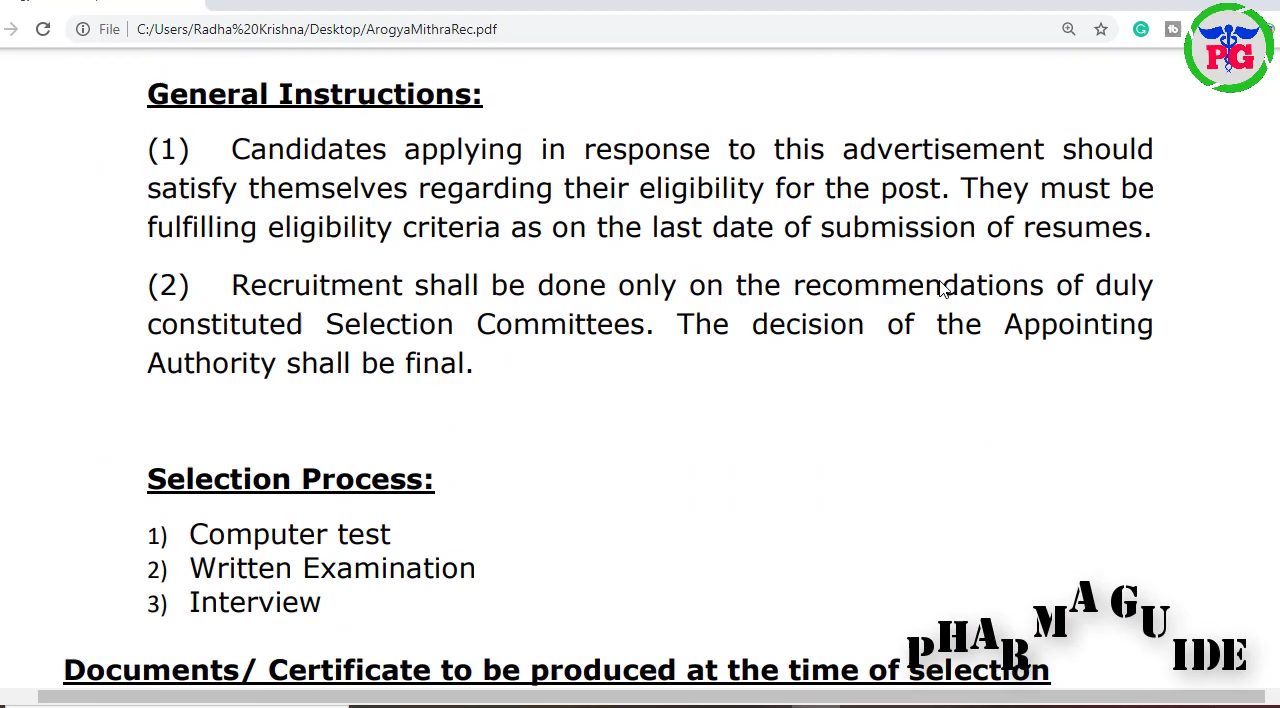 File | C:/Users/Radha%20Krishna/Desktop/ArogyaMithraRec.pdf
PG
General Instructions:
(1) Candidates applying in response to this advertisement should
satisfy themselves regarding their eligibility for the post. They must be
fulfilling eligibility criteria as on the last date of submission of resumes.
(2) Recruitment shall be done only on the recommendations of duly
constituted Selection Committees. The decision of the Appointing
Authority shall be final.
Selection Process:
1) Computer test
2) Written Examination
3) Interview
PHARMAGUIDE
Documents/ Certificate to be produced at the time of selection